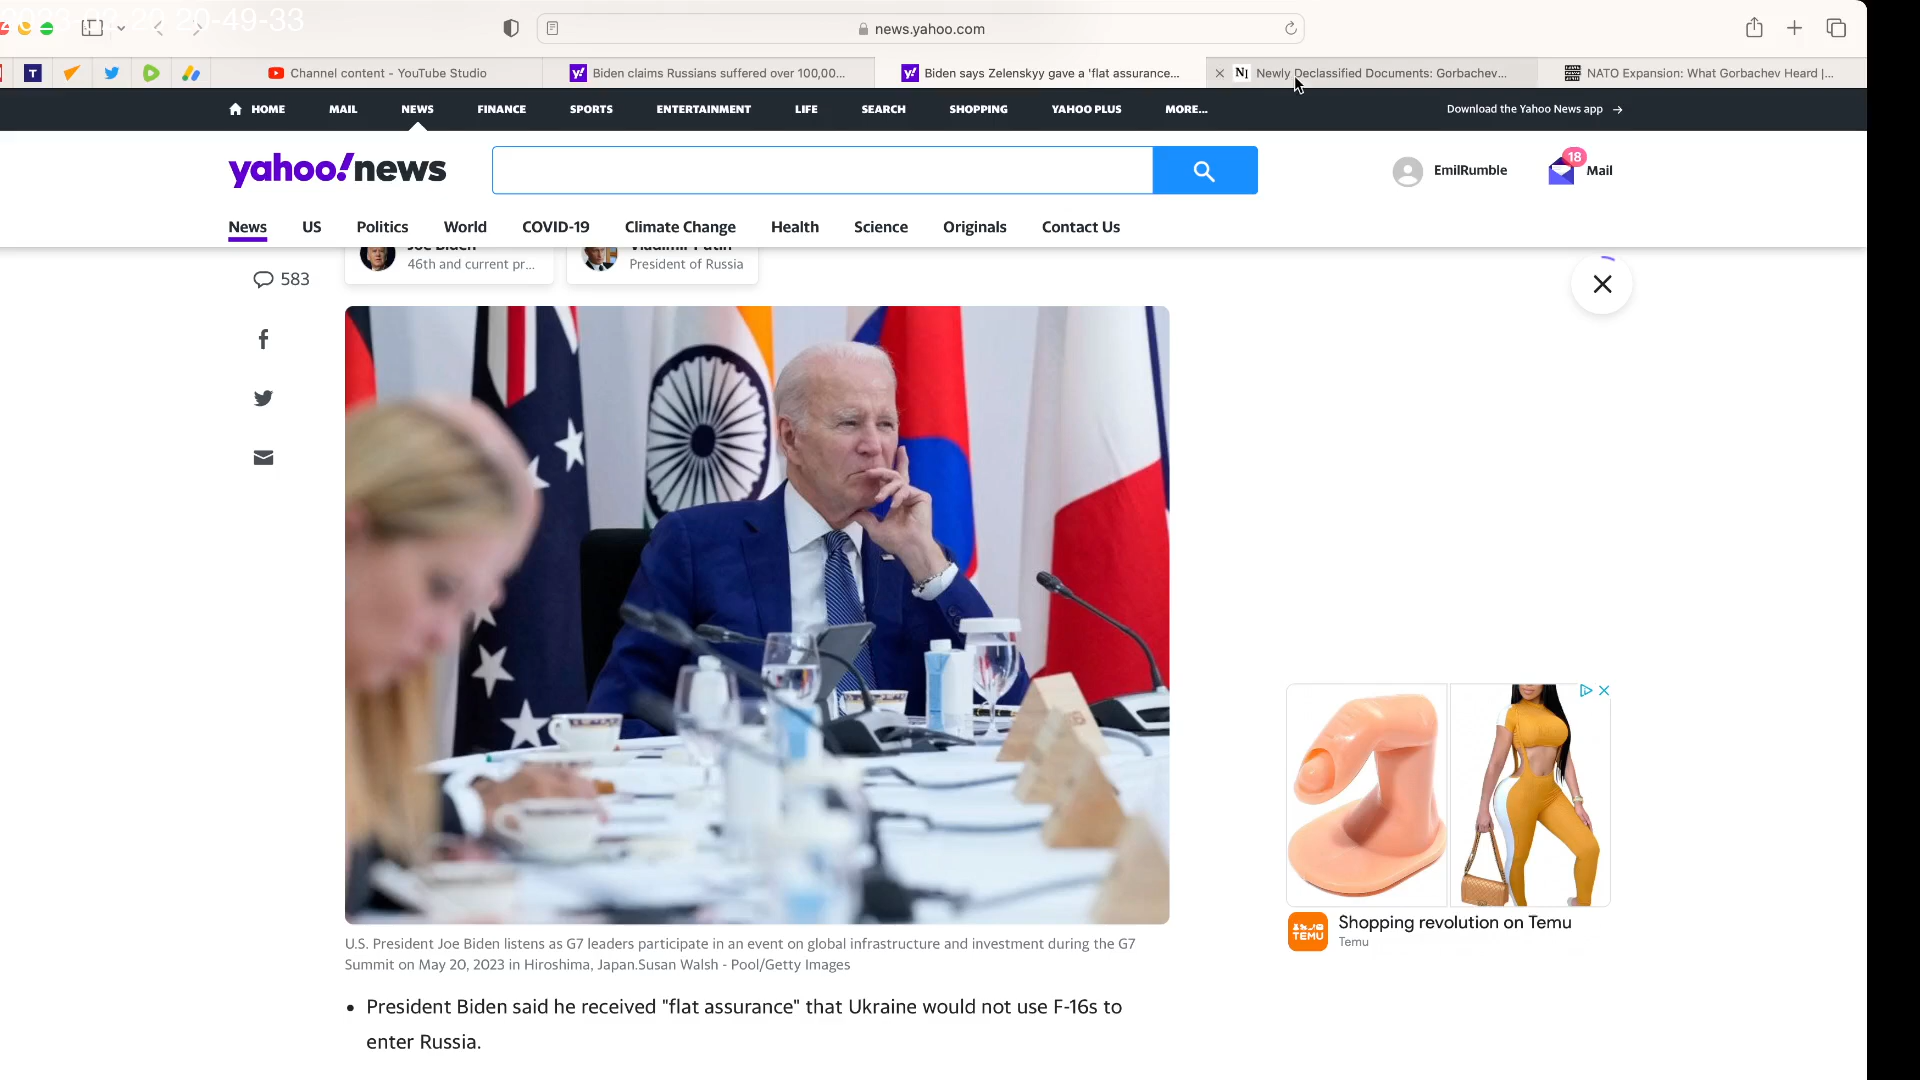 20-49-33
news.yahoo.com
T
Channel content - YouTube Studio
Biden claims Russians suffered over 100,00...
Biden says Zelenskyy gave a 'flat assurance...
Newly Declassified Documents: Gorbachev...
NATO Expansion: What Gorbachev Heard |...
HOME
MAIL
NEWS
FINANCE
SPORTS
ENTERTAINMENT
LIFE
SEARCH
SHOPPING
YAHOO PLUS
MORE...
Download the Yahoo News app →
yahoo!news
EmilRumble
18
Mail
News
US
Politics
World
COVID-19
Climate Change
Health
Science
Originals
Contact Us
Joe Biden
46th and current pr...
Vladimir Putin
President of Russia
583
U.S. President Joe Biden listens as G7 leaders participate in an event on global infrastructure and investment during the G7
Summit on May 20, 2023 in Hiroshima, Japan.Susan Walsh - Pool/Getty Images
• President Biden said he received "flat assurance" that Ukraine would not use F-16s to
enter Russia.
TEMU
Shopping revolution on Temu
Temu